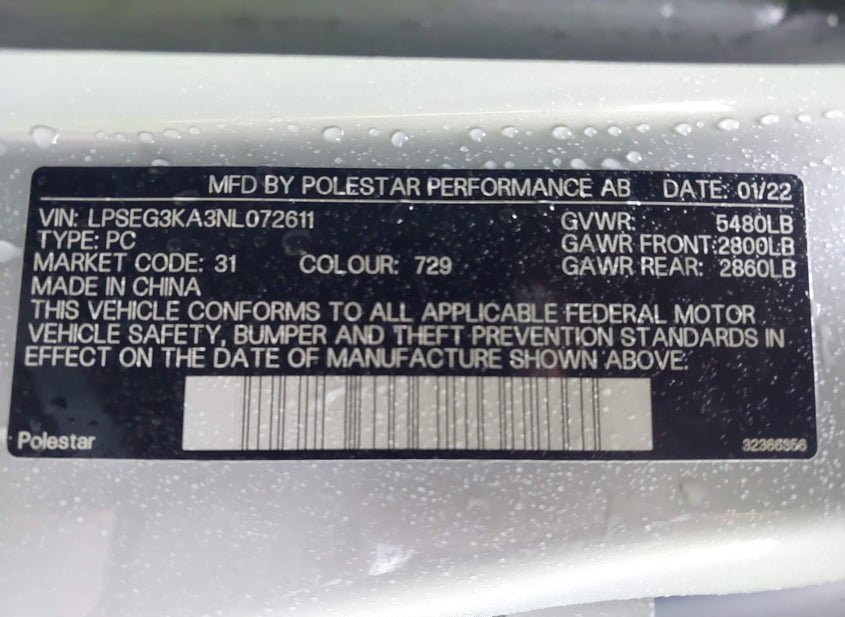 MFD BY POLESTAR PERFORMANCE AB DATE: 01/22
VIN: LPSEG3KA3NL072611 GVWR: 5480LB
TYPE: PC GAWR FRONT:2800LB
MARKET CODE: 31 COLOUR: 729 GAWR REAR: 2860LB
MADE IN CHINA
THIS VEHICLE CONFORMS TO ALL APPLICABLE FEDERAL MOTOR
VEHICLE SAFETY, BUMPER AND THEFT PREVENTION STANDARDS IN
EFFECT ON THE DATE OF MANUFACTURE SHOWN ABOVE.
Polestar 32366356